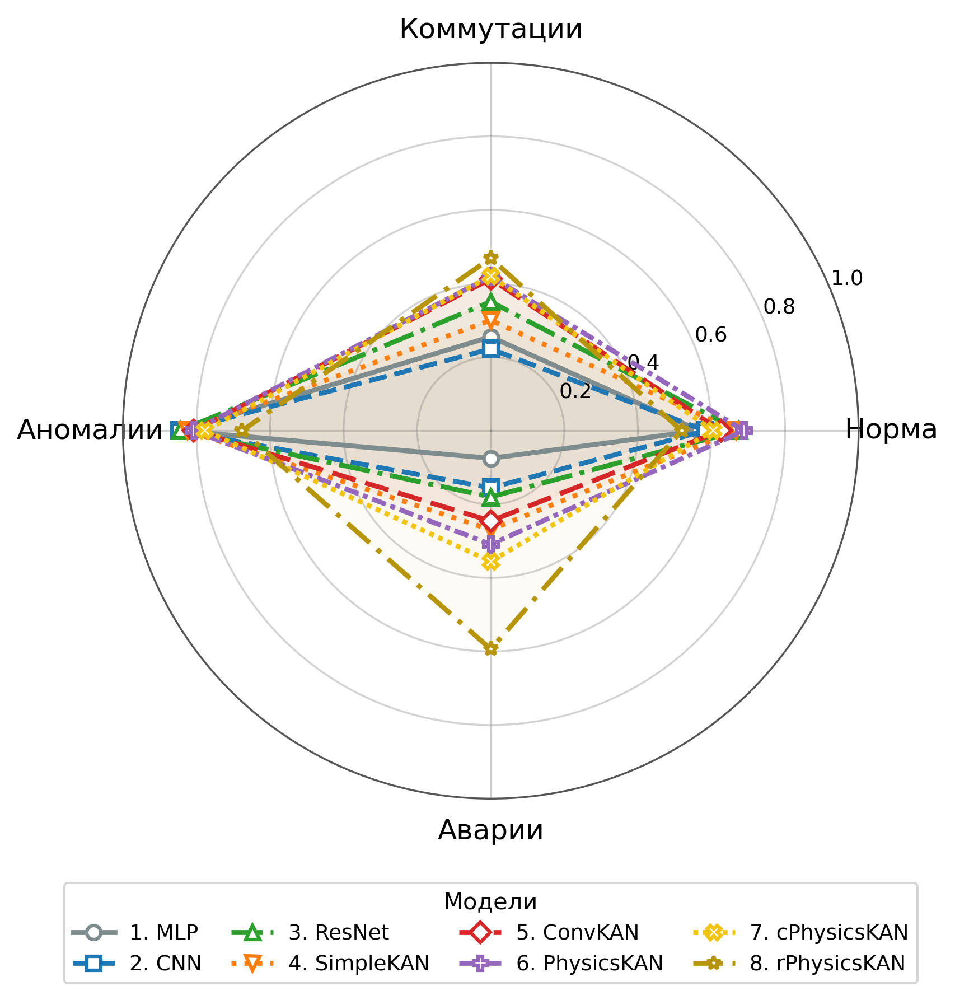 Коммутации
1.0
0.8
0.6
0.4
0.2
Аномалии
Норма
Аварии
Модели
1. MLP
2. CNN
3. ResNet
4. SimpleKAN
5. ConvKAN
6. PhysicsKAN
7. cPhysicsKAN
8. rPhysicsKAN